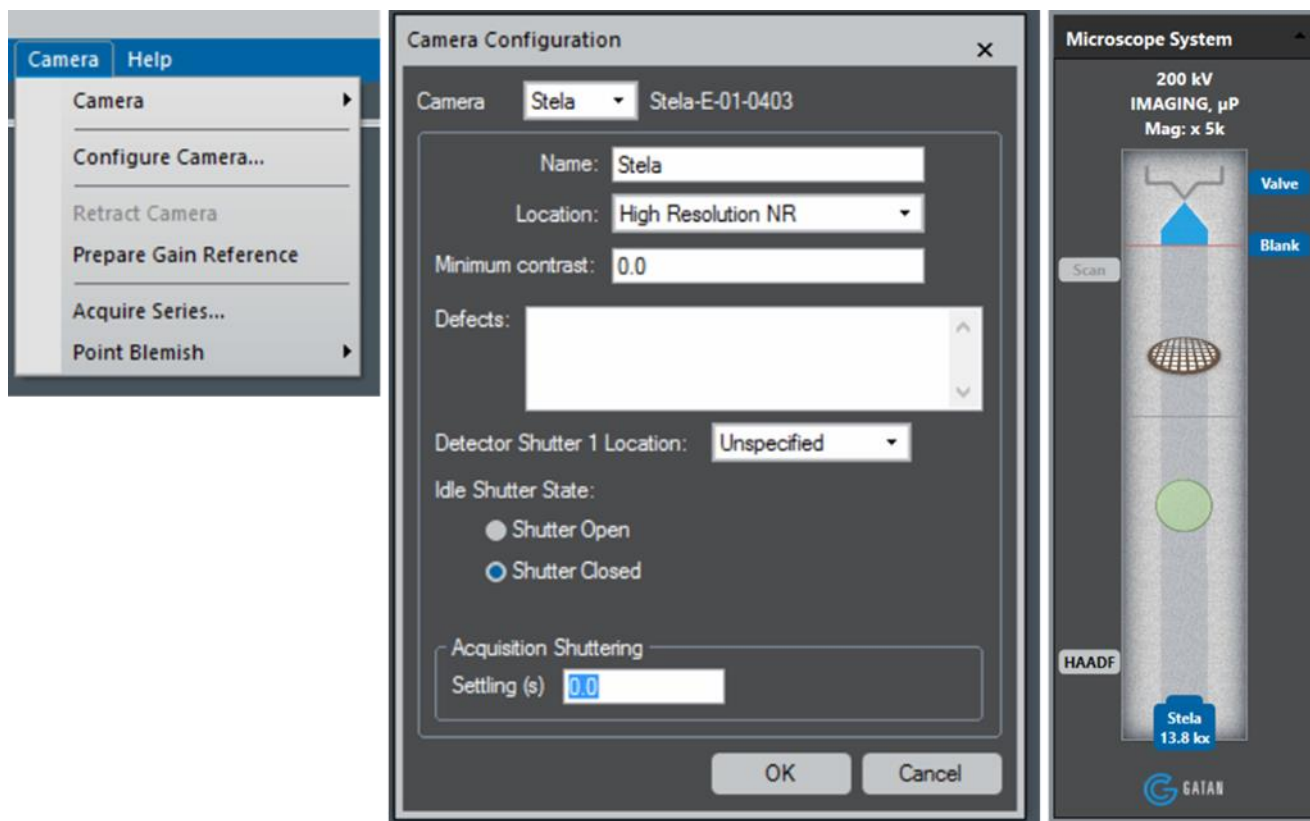 Camera Help
Camera
Configure Camera...
Retract Camera
Prepare Gain Reference
Acquire Series...
Point Blemish
Camera Configuration
Camera Stela Stela-E-01-0403
Name: Stela
Location: High Resolution NR
Minimum contrast: 0.0
Defects:
Detector Shutter 1 Location: Unspecified
Idle Shutter State:
Shutter Open
Shutter Closed
Acquisition Shuttering
Settling (s) 0.0
OK Cancel
Microscope System
200 kV
IMAGING, µP
Mag: x 5k
Valve
Blank
Scan
HAADF
Stela
13.8 kx
GATAN